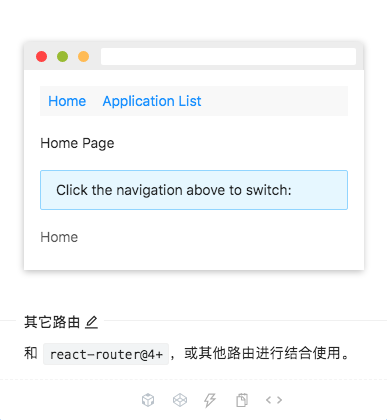 Home Application List
Home Page
Click the navigation above to switch:
Home
其它路由
和 react-router@4+，或其他路由进行结合使用。